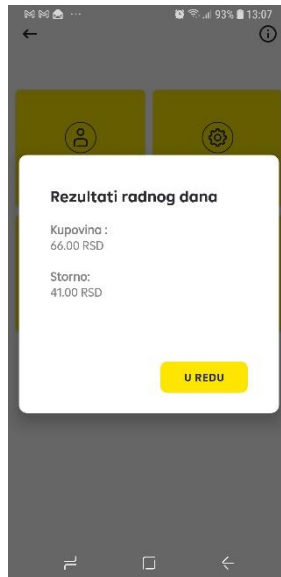 93% 13:07
Rezultati radnog dana
Kupovina :
66.00 RSD
Storno:
41.00 RSD
U REDU